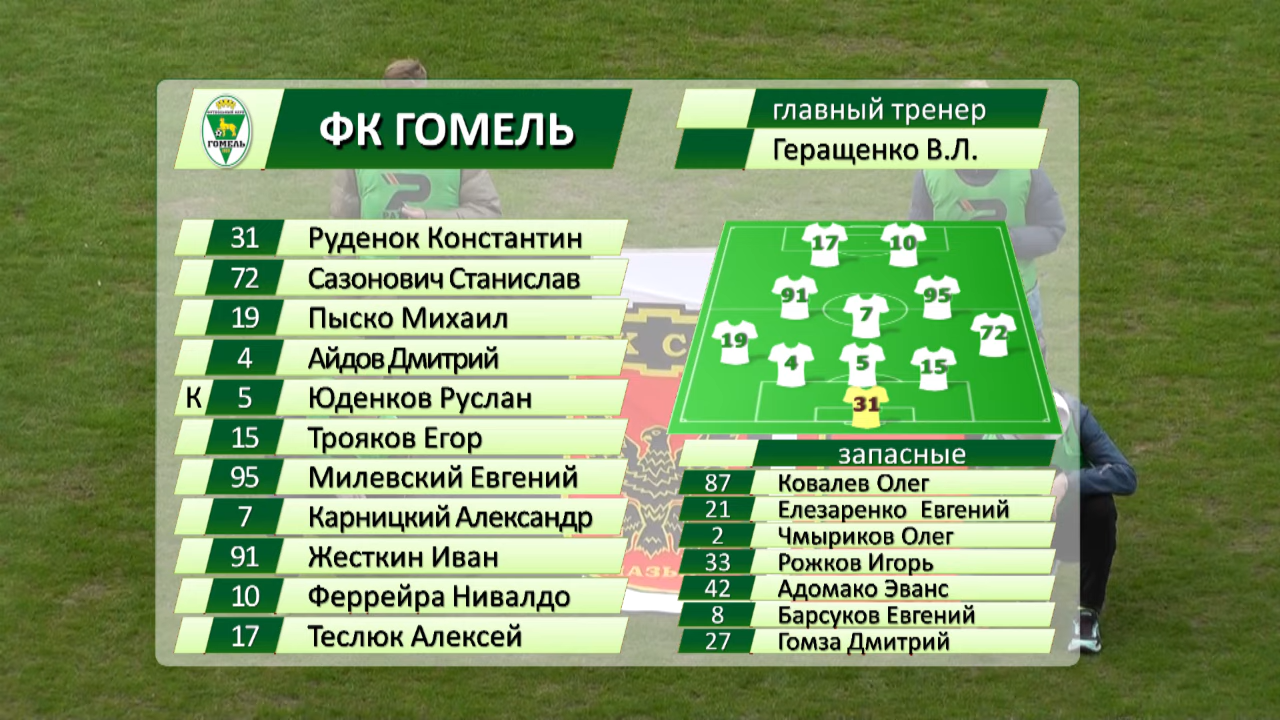 ФК ГОМЕЛЬ
ГОМЕЛЬ
главный тренер
Геращенко В.Л.
31 Руденок Константин
72 Сазонович Станислав
19 Пыско Михаил
4 Айдов Дмитрий
К 5 Юденков Руслан
15 Трояков Егор
95 Милевский Евгений
7 Карницкий Александр
91 Жесткин Иван
10 Феррейра Нивалдо
17 Теслюк Алексей
17 10
91 7 95
19 72
4 5 15
31
запасные
87 Ковалев Олег
21 Елезаренко Евгений
2 Чмыриков Олег
33 Рожков Игорь
42 Адомако Эванс
8 Барсуков Евгений
27 Гомза Дмитрий